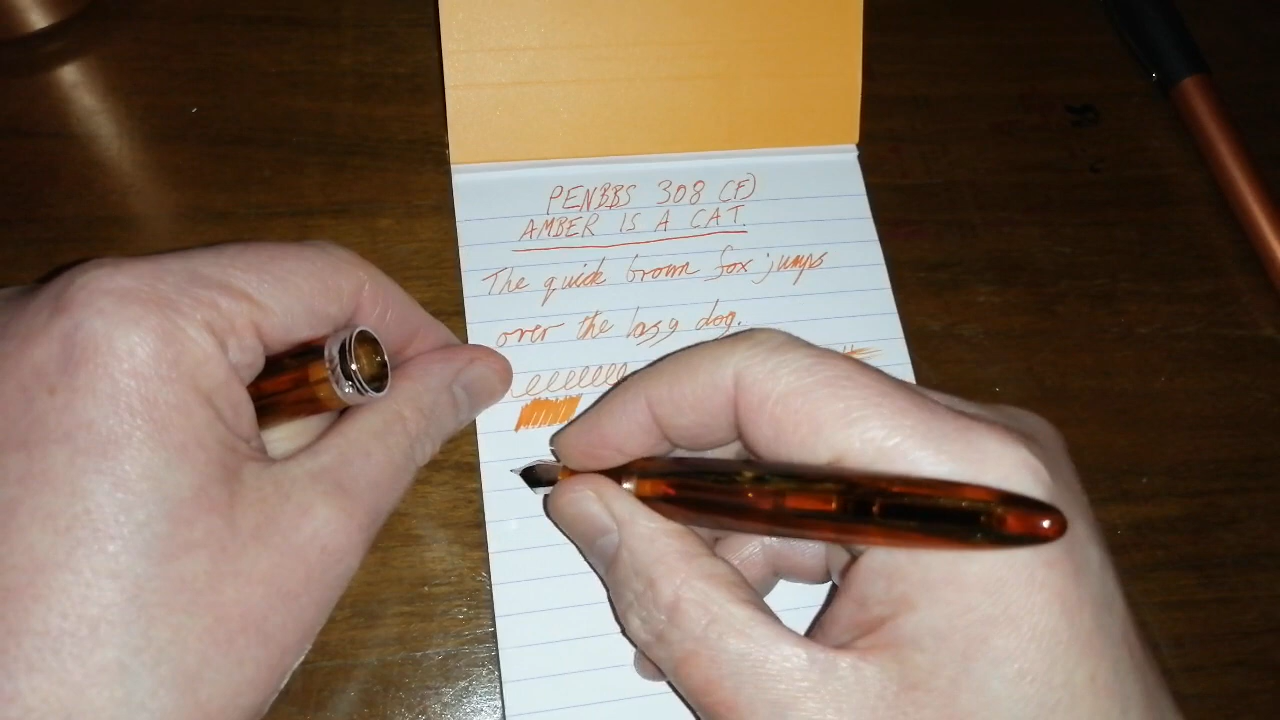 PENBBS 308 (F)
AMBER IS A CAT.
The quick brown fox jumps
over the lazy dog.